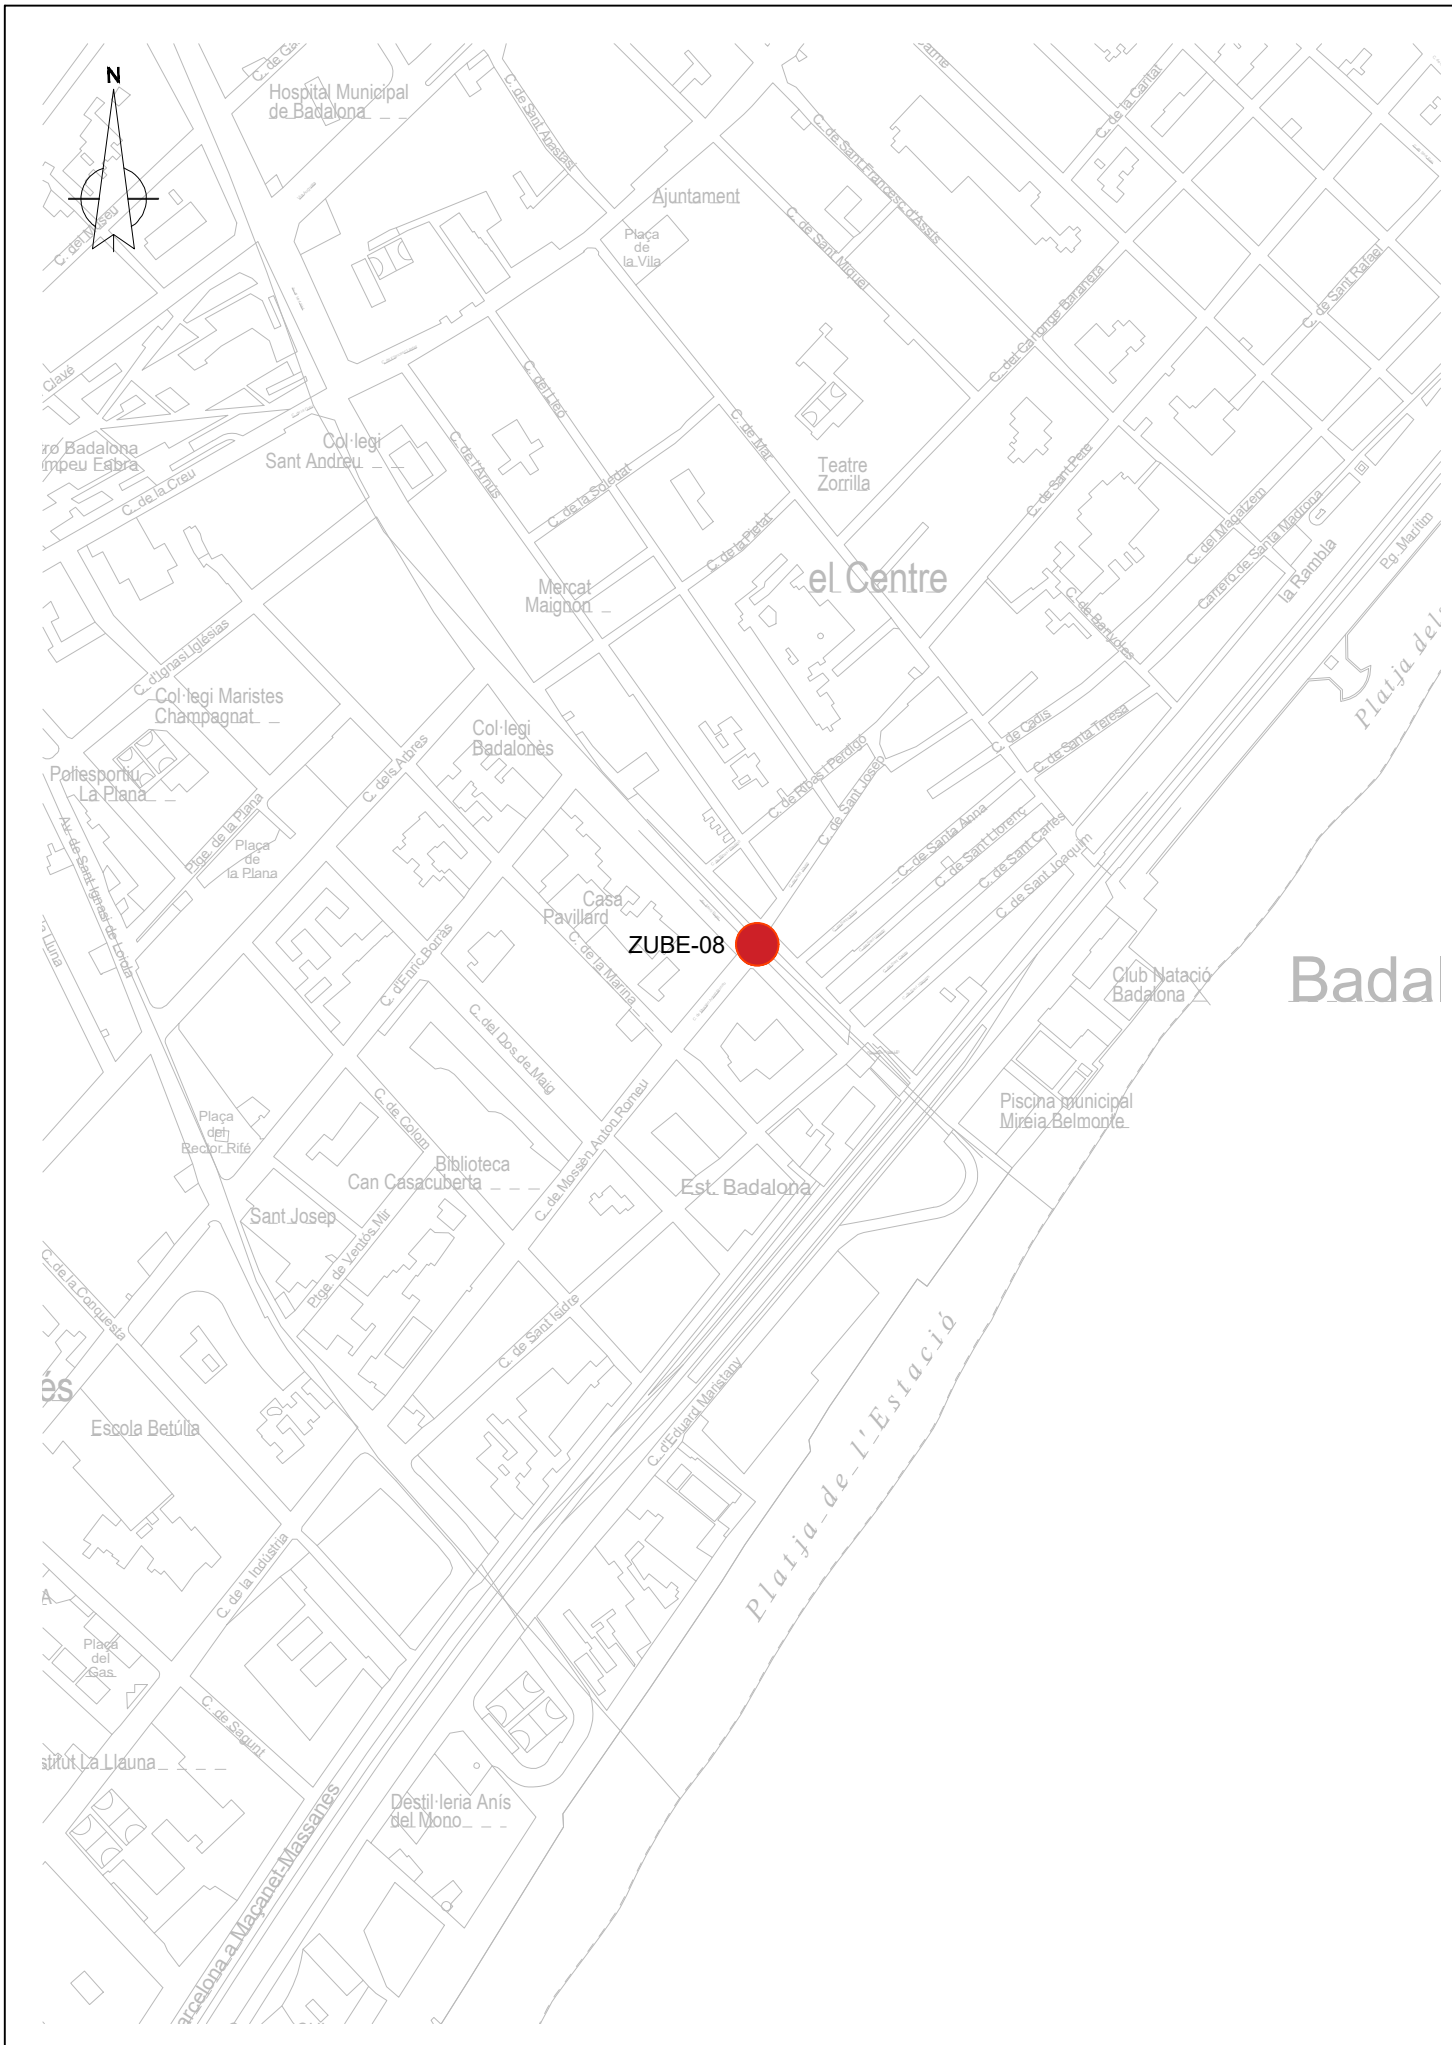 N
Hospital Municipal
de Badalona
C. de Sant Anastasi
C. de la Caritat
C. de Sant Francesc d'Assís
Ajuntament
Plaça
de
la Vila
C. de Sant Miquel
C. del Museu
C. de Sant Rafael
C. del Canonge Baranera
Clavé
C. del Lleó
C. de Mar
Col·legi
Sant Andreu
ro Badalona
mpeu Fabra
C. de la Creu
C. de l'Arnús
C. de la Soledat
Teatre
Zorrilla
C. de Sant Pere
C. del Magatzem
Carreró de Santa Madrona
la Rambla
Pg. Marítim
C. de la Pietat
el Centre
Mercat
Maignon
C. de Barrjoles
Platja dels
C. d'Ignasi Iglésias
Col·legi Maristes
Champagnat
Col·legi
Badalonès
C. de Cadis
C. de Santa Teresa
Poliesportiu
La Plana
C. dels Arbres
C. de Ribas i Perdigó
C. de Sant Josep
Ptge. de la Plana
Plaça
de
la Plana
Av. de Sant Ignasi de Loiola
C. de Santa Anna
C. de Sant Llorenç
C. de Sant Carles
C. de Sant Joaquim
Casa
Pavillard
ZUBE-08
C. de la Marina
C. d'Enric Borràs
Club Natació
Badalona
Badal
C. del Dos de Maig
Plaça
del
Rector Rifé
C. de Colom
C. de Mossèn Anton Romeu
Piscina municipal
Mireia Belmonte
Biblioteca
Can Casacuberta
Est. Badalona
Sant Josep
Ptge. de Ventós Mir
C. de la Conquesta
C. de Sant Isidre
C. d'Eduard Maristany
Platja de l'Estació
és
Escola Betúlia
C. de la Indústria
A
Plaça
del
Gas
C. de Sagunt
stitut La Llauna
Destil·leria Anís
del Mono
arcelona a Maçanet-Massanes